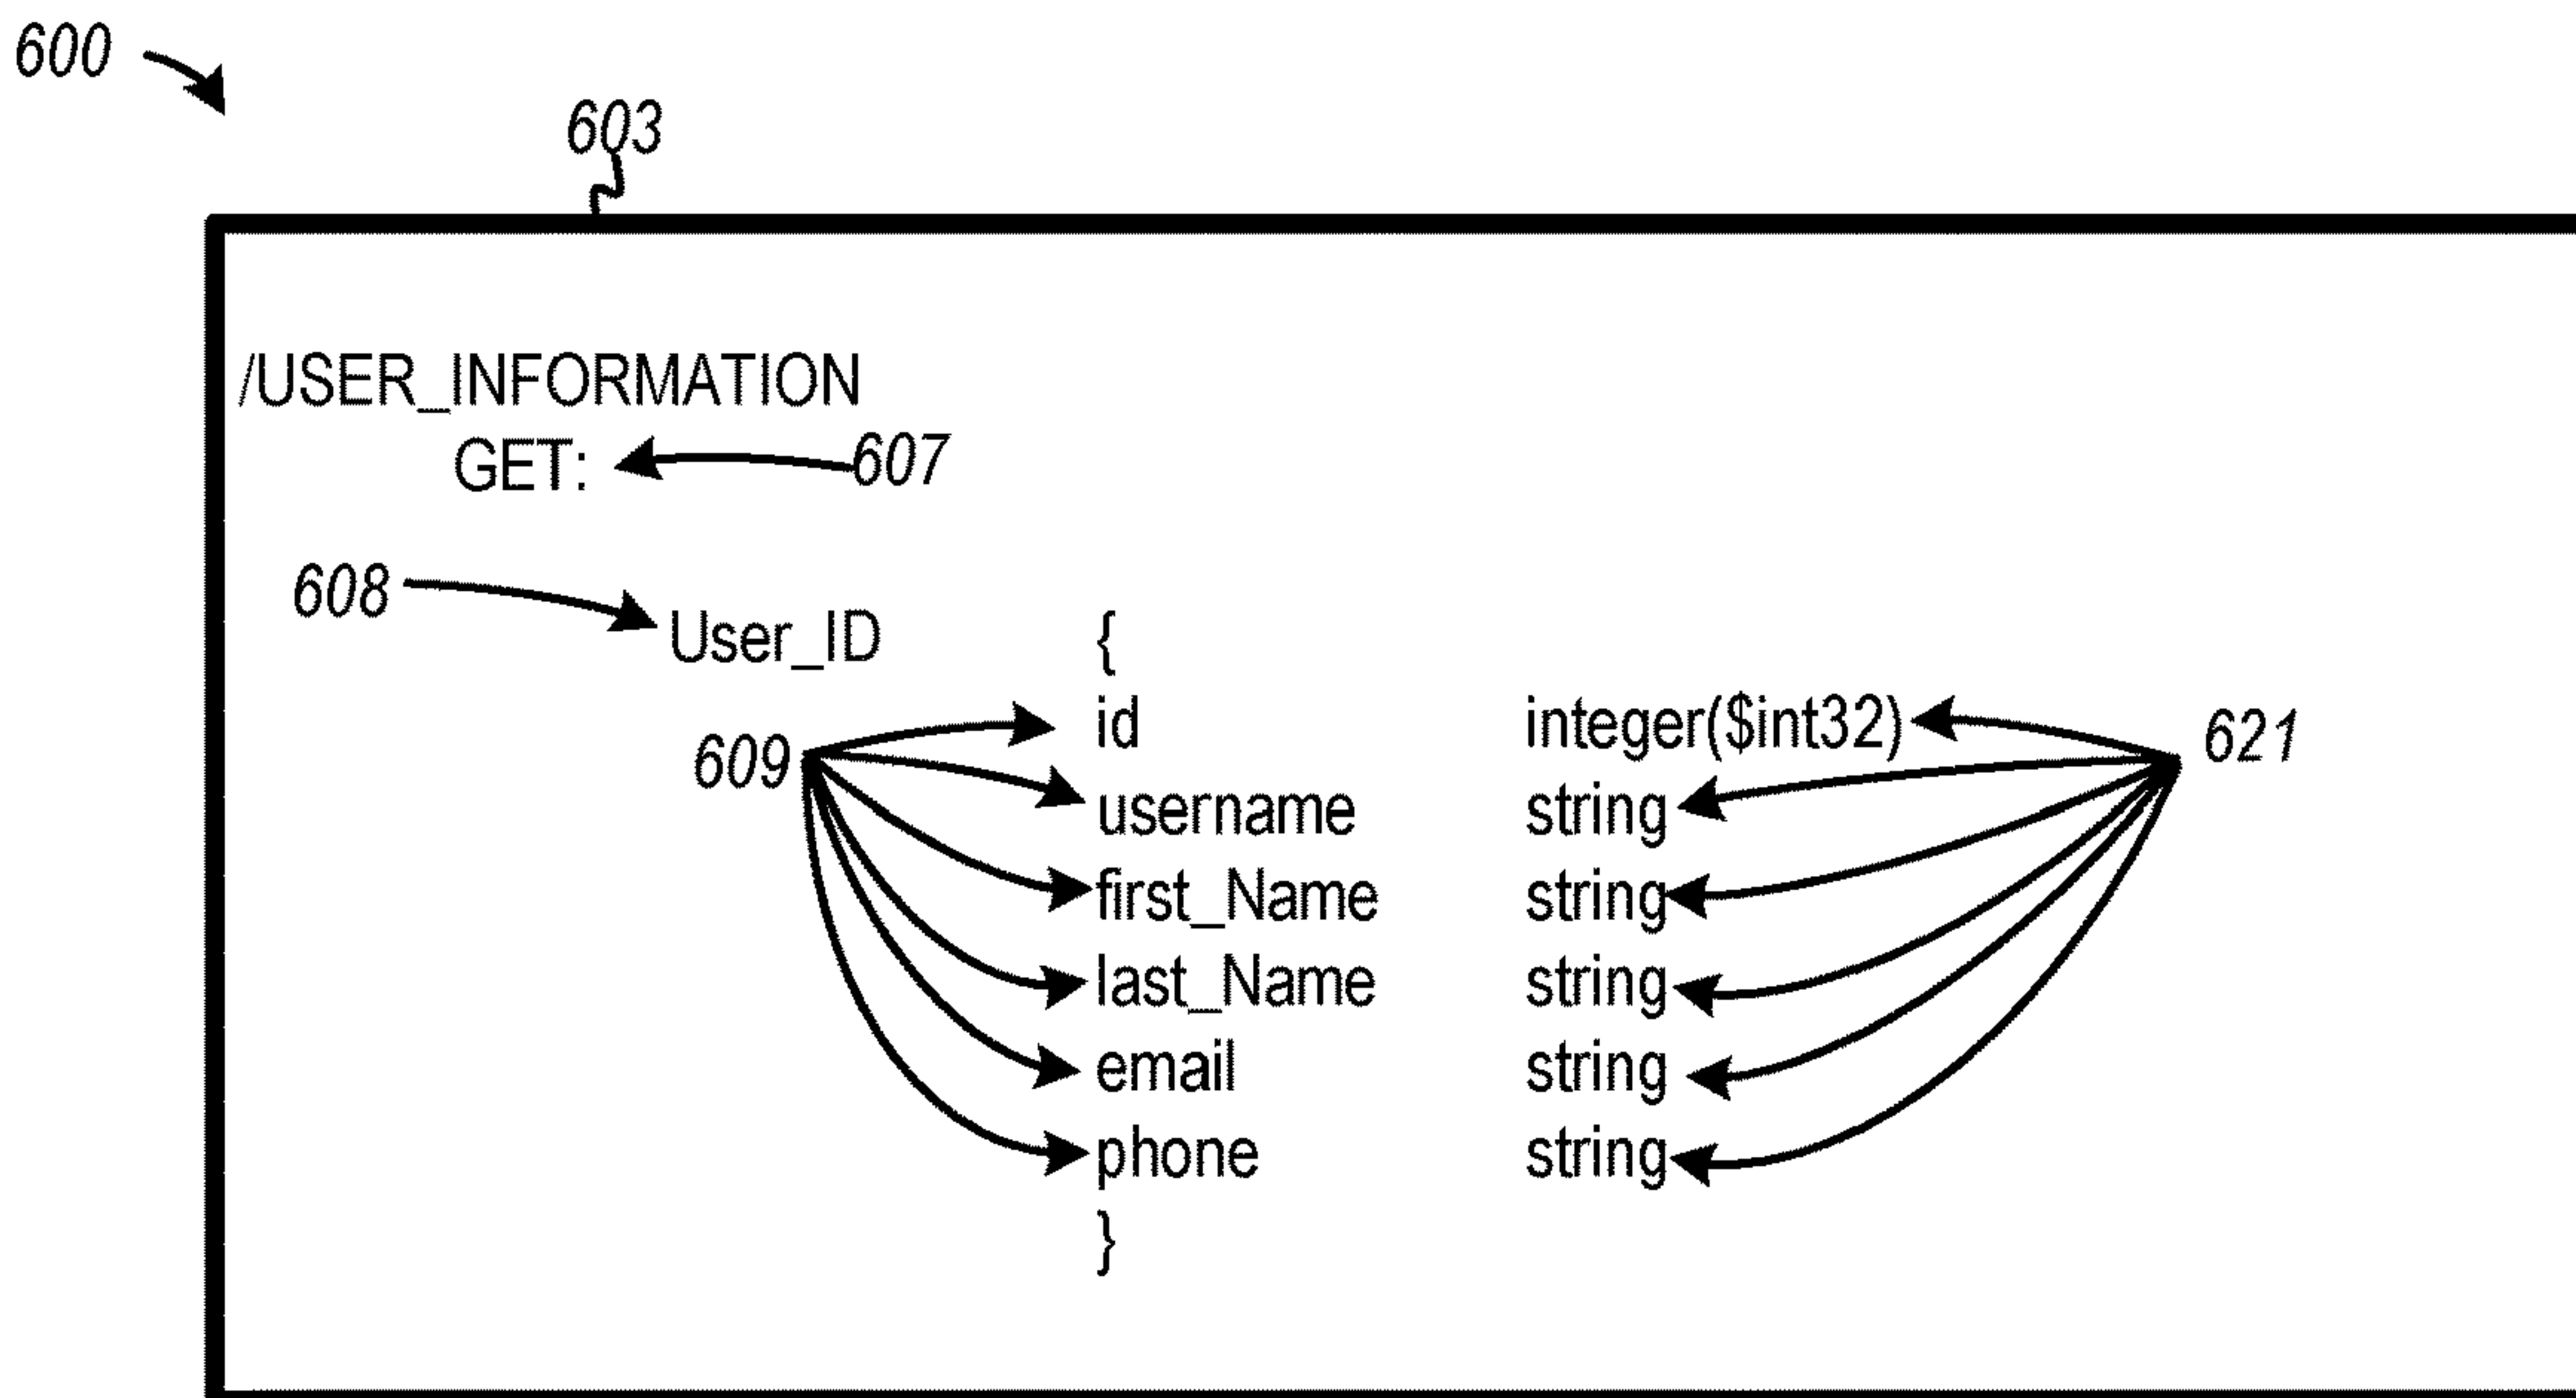 600
603
/USER_INFORMATION
GET: 607
608
User_ID {
id integer($int32) 621
609
username string
first_Name string
last_Name string
email string
phone string
}